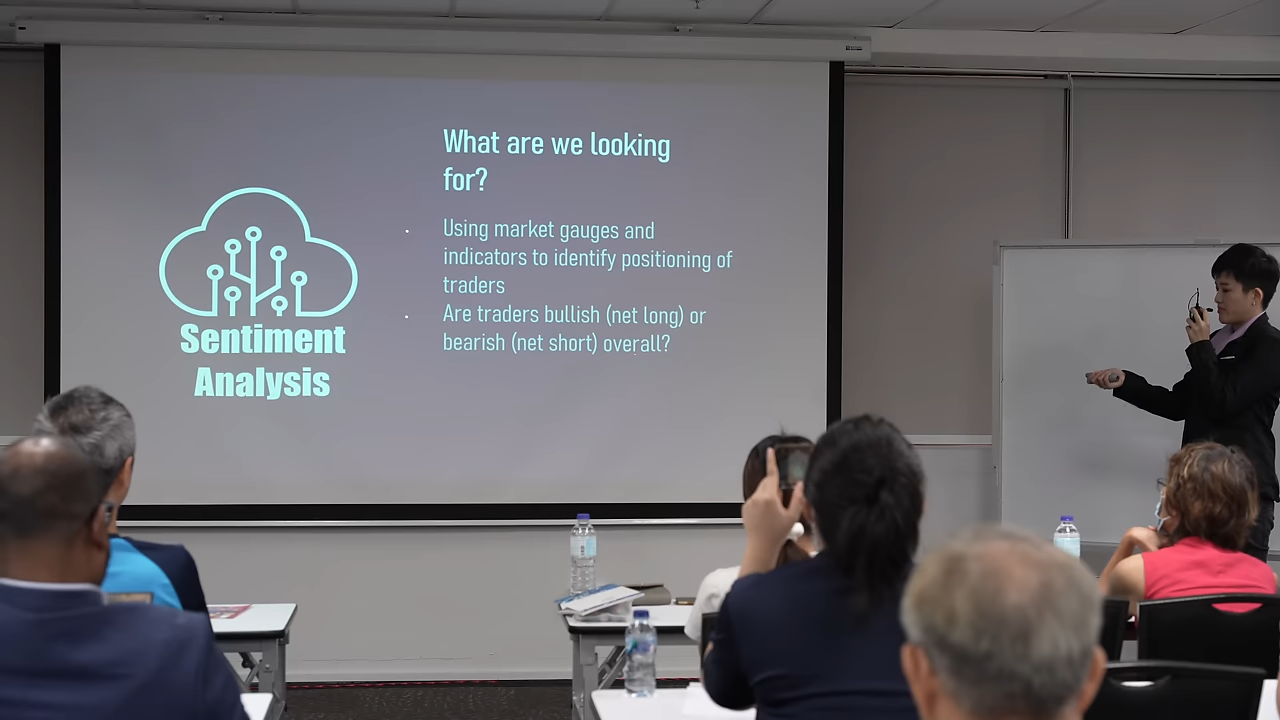 What are we looking
for?
Using market gauges and
indicators to identify positioning of
traders
Are traders bullish (net long) or
bearish (net short) overall?
Sentiment
Analysis